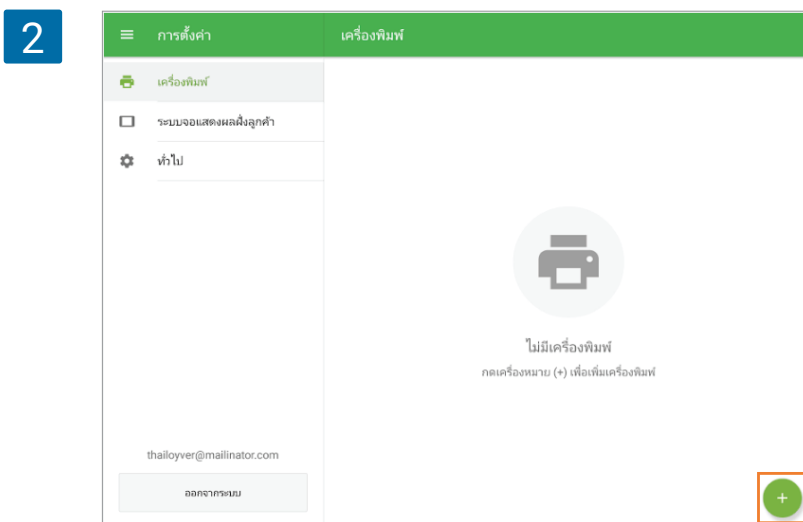 2
การตั้งค่า
เครื่องพิมพ์
เครื่องพิมพ์
ระบบจอแสดงผลฝั่งลูกค้า
ทั่วไป
ไม่มีเครื่องพิมพ์
กดเครื่องหมาย (+) เพื่อเพิ่มเครื่องพิมพ์
thailoyver@mailinator.com
ออกจากระบบ
+